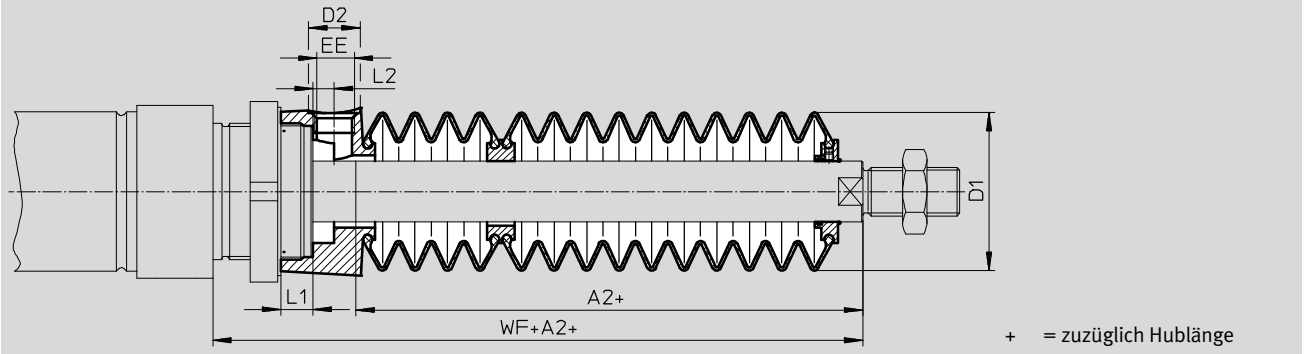 D2
EE
L2
D1
L1
A2+
WF+A2+
+ = zuzüglich Hublänge